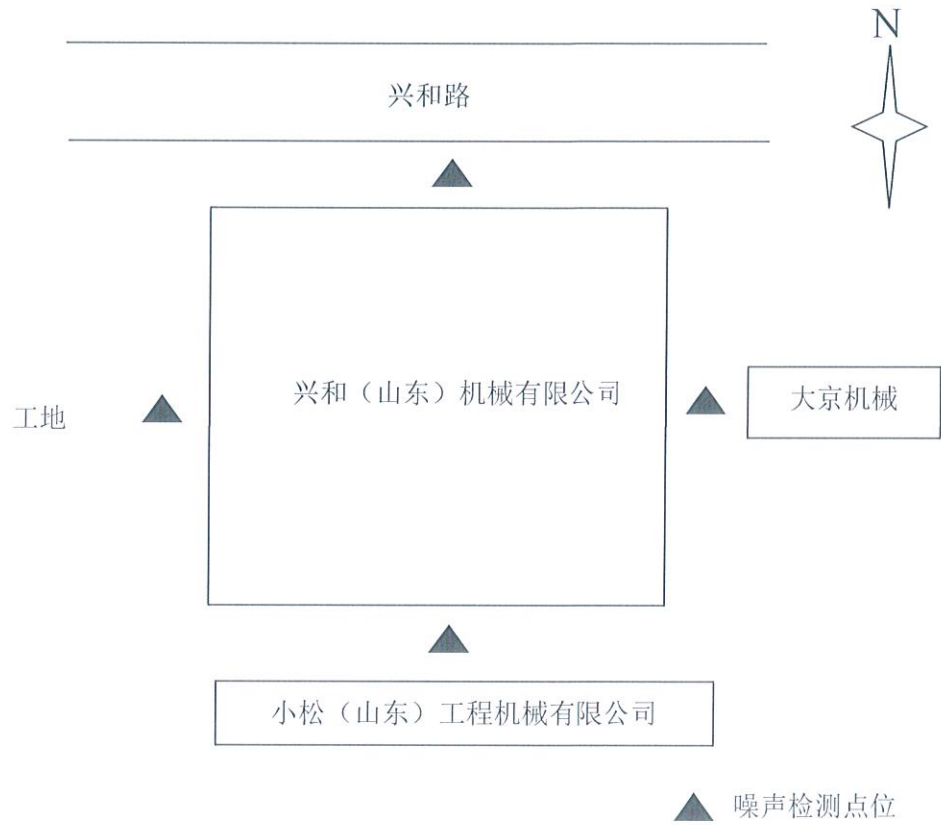 N
兴和路
兴和（山东）机械有限公司
大京机械
工地
小松（山东）工程机械有限公司
噪声检测点位